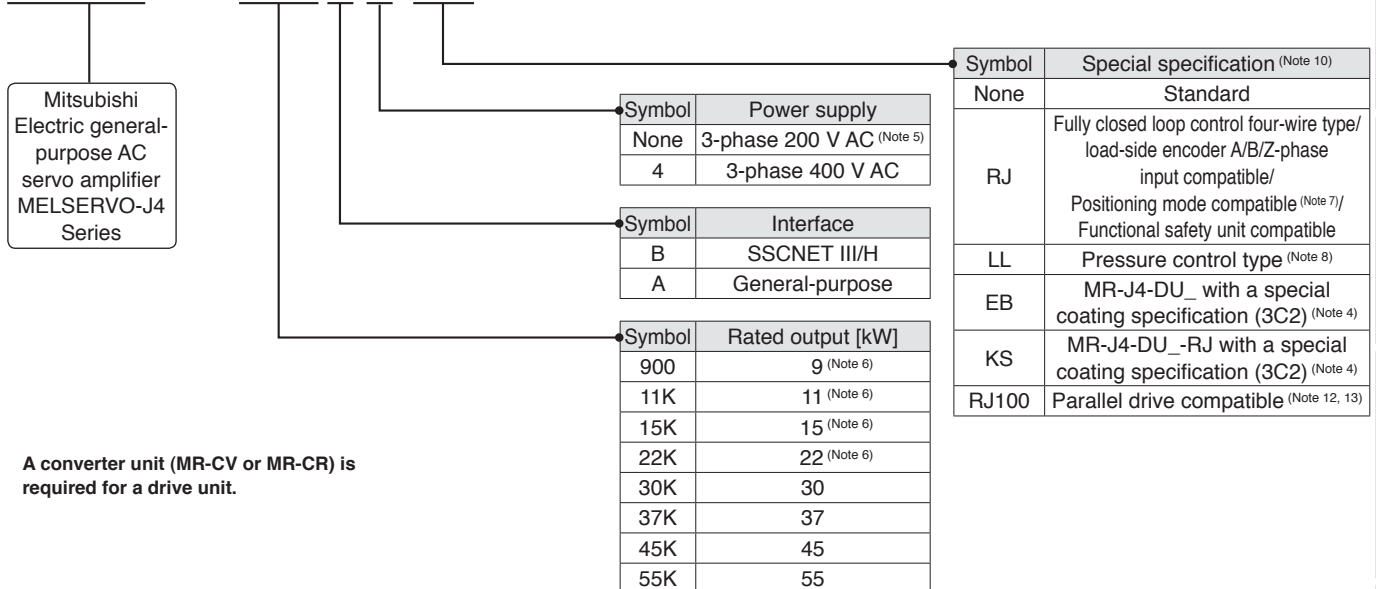 Mitsubishi
Electric general-
purpose AC
servo amplifier
MELSERVO-J4
Series
Symbol Power supply
None 3-phase 200 V AC (Note 5)
4 3-phase 400 V AC
Symbol Interface
B SSCNET III/H
A General-purpose
Symbol Rated output [kW]
900 9 (Note 6)
11K 11 (Note 6)
15K 15 (Note 6)
22K 22 (Note 6)
30K 30
37K 37
45K 45
55K 55
Symbol Special specification (Note 10)
None Standard
RJ Fully closed loop control four-wire type/
load-side encoder A/B/Z-phase
input compatible/
Positioning mode compatible (Note 7)/
Functional safety unit compatible
LL Pressure control type (Note 8)
EB MR-J4-DU_ with a special
coating specification (3C2) (Note 4)
KS MR-J4-DU_-RJ with a special
coating specification (3C2) (Note 4)
RJ100 Parallel drive compatible (Note 12, 13)
A converter unit (MR-CV or MR-CR) is
required for a drive unit.